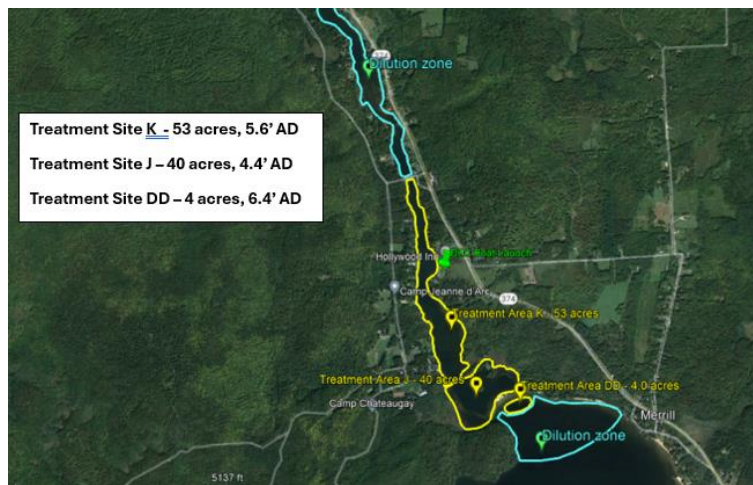 374
Dilution zone
Treatment Site K - 53 acres, 5.6' AD
Treatment Site J – 40 acres, 4.4' AD
Treatment Site DD – 4 acres, 6.4' AD
Hollywood Inn
Boat Launch
Camp Jeanne d'Arc
374
Treatment Area K - 53 acres
Treatment Area J - 40 acres
Treatment Area DD - 4.0 acres
Camp Chateaugay
Merrill
Dilution zone
5137 ft